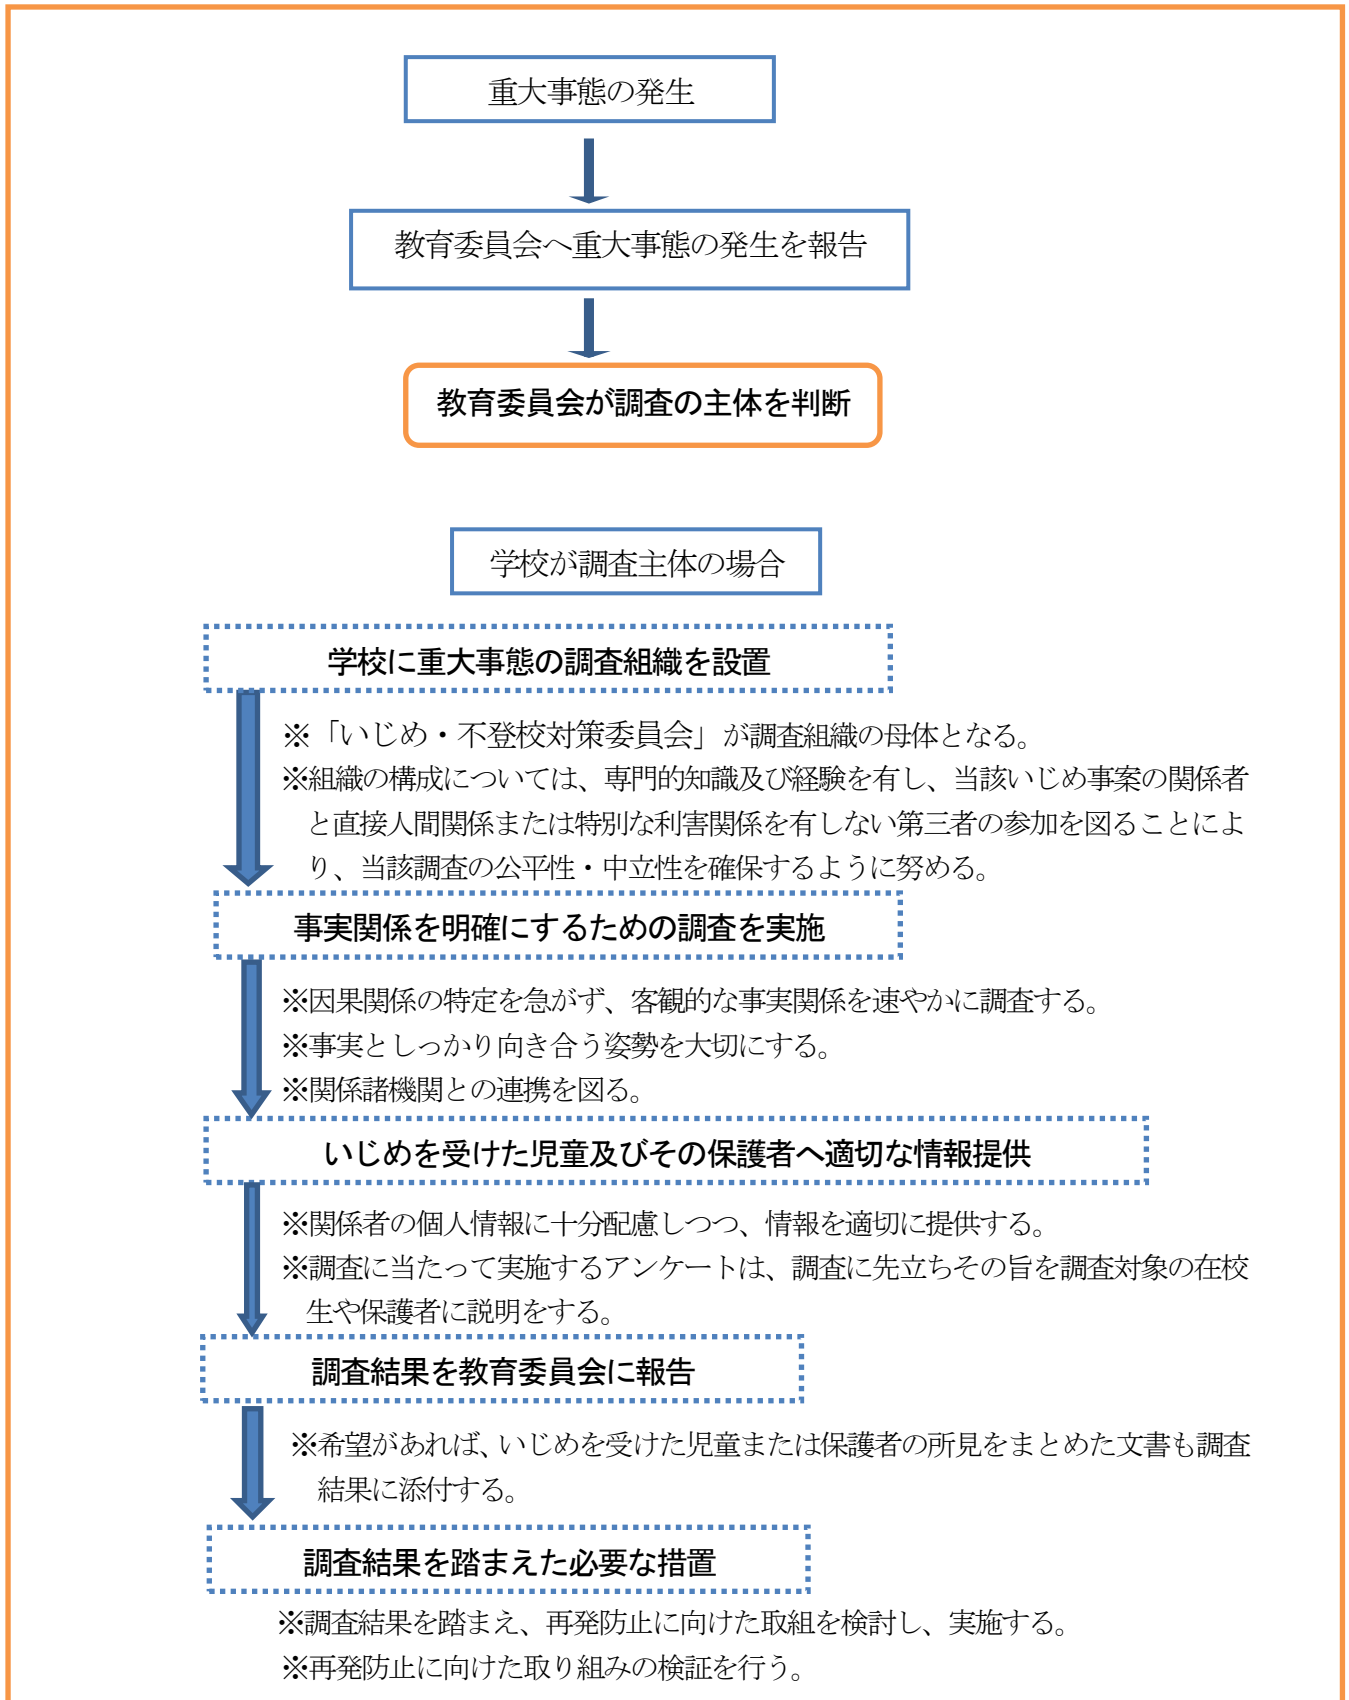 重大事態の発生
教育委員会へ重大事態の発生を報告
教育委員会が調査の主体を判断
学校が調査主体の場合
学校に重大事態の調査組織を設置
※「いじめ・不登校対策委員会」が調査組織の母体となる。
※組織の構成については、専門的知識及び経験を有し、当該いじめ事案の関係者
と直接人間関係または特別な利害関係を有しない第三者の参加を図ることによ
り、当該調査の公平性・中立性を確保するように努める。
事実関係を明確にするための調査を実施
※因果関係の特定を急がず、客観的な事実関係を速やかに調査する。
※事実としっかり向き合う姿勢を大切にする。
※関係諸機関との連携を図る。
いじめを受けた児童及びその保護者へ適切な情報提供
※関係者の個人情報に十分配慮しつつ、情報を適切に提供する。
※調査に当たって実施するアンケートは、調査に先立ちその旨を調査対象の在校
生や保護者に説明をする。
調査結果を教育委員会に報告
※希望があれば、いじめを受けた児童または保護者の所見をまとめた文書も調査
結果に添付する。
調査結果を踏まえた必要な措置
※調査結果を踏まえ、再発防止に向けた取組を検討し、実施する。
※再発防止に向けた取り組みの検証を行う。